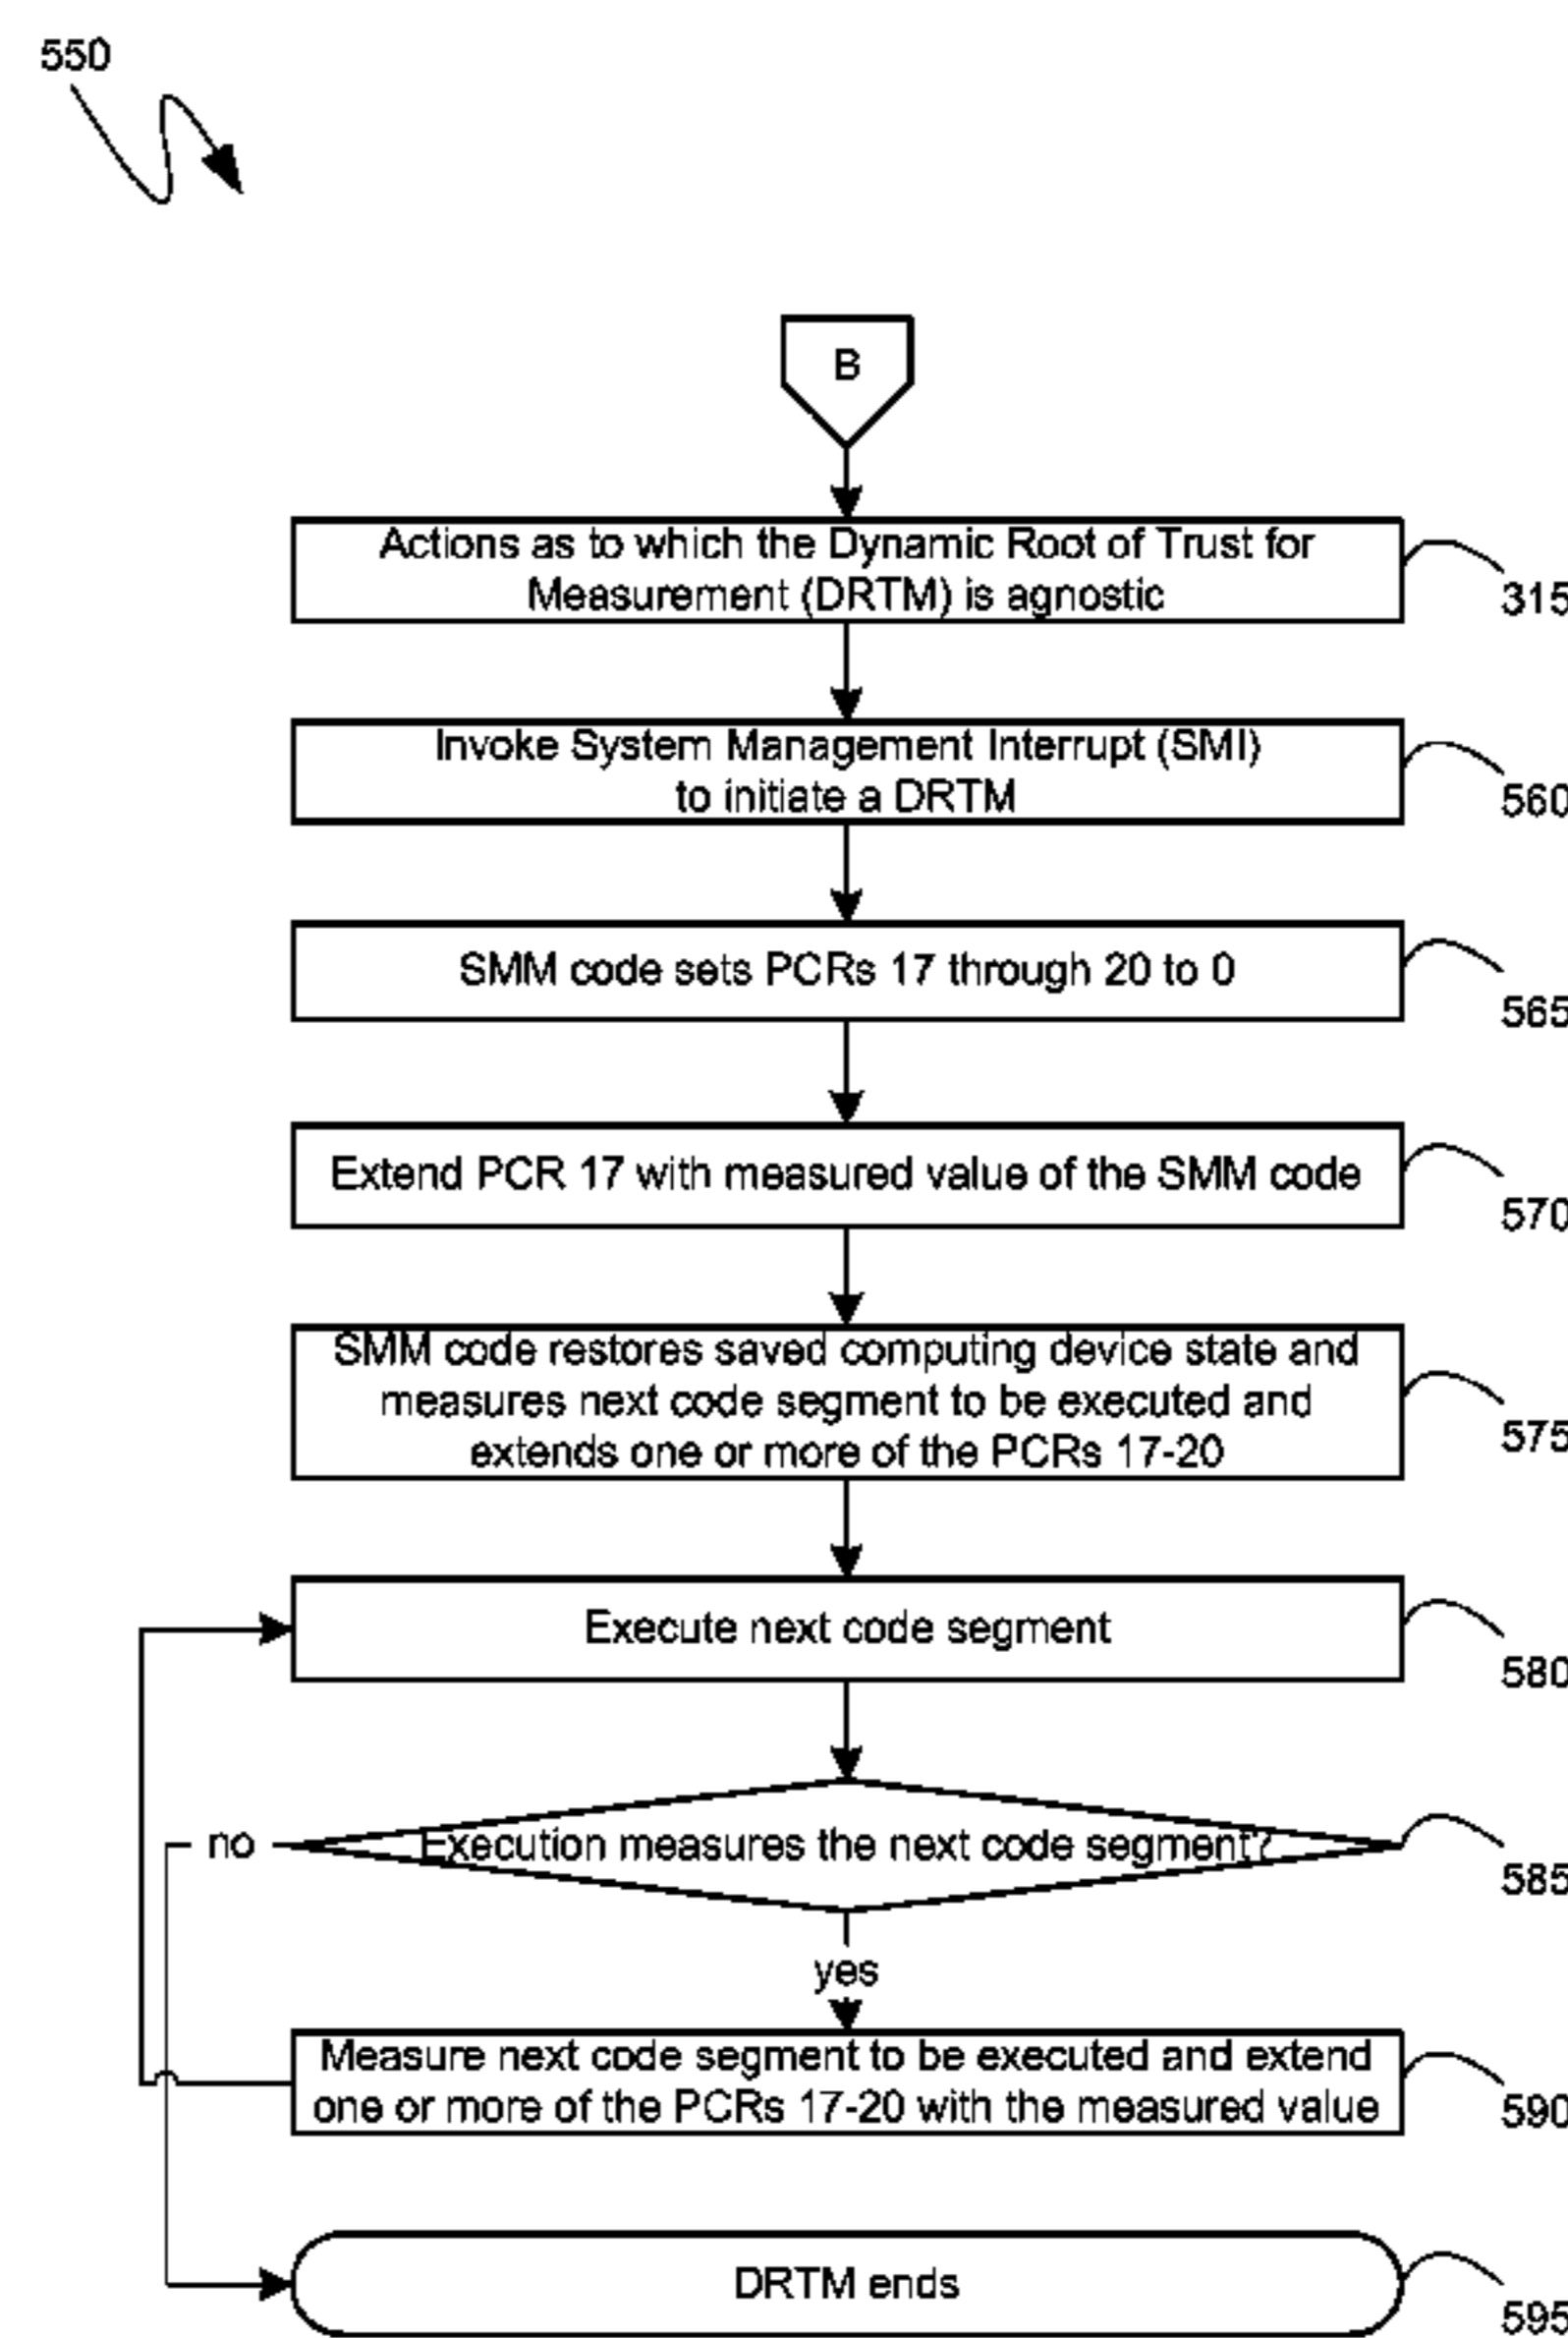 550
B
Actions as to which the Dynamic Root of Trust for
Measurement (DRTM) is agnostic
315
Invoke System Management Interrupt (SMI)
to initiate a DRTM
560
SMM code sets PCRs 17 through 20 to 0
565
Extend PCR 17 with measured value of the SMM code
570
SMM code restores saved computing device state and
measures next code segment to be executed and
extends one or more of the PCRs 17-20
575
Execute next code segment
580
no
Execution measures the next code segment?
585
yes
Measure next code segment to be executed and extend
one or more of the PCRs 17-20 with the measured value
590
DRTM ends
595